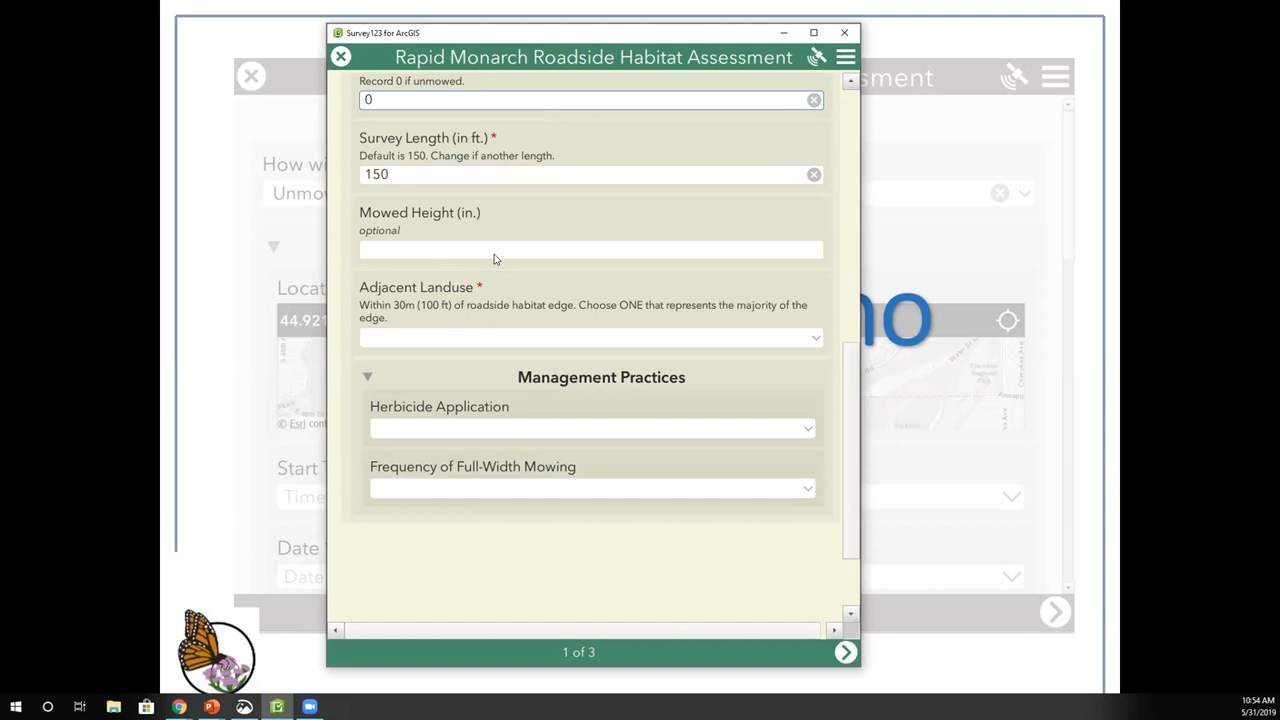 Survey123 for ArcGIS
Rapid Monarch Roadside Habitat Assessment
sment
Record 0 if unmowed.
0
Survey Length (in ft.) *
Default is 150. Change if another length.
150
Mowed Height (in.)
optional
Adjacent Landuse *
Within 30m (100 ft) of roadside habitat edge. Choose ONE that represents the majority of the
edge.
Management Practices
Herbicide Application
Frequency of Full-Width Mowing
1 of 3
How wi
Unmov
Locat
44.921
© Esri cont
Start T
Time
Date
Date
no
10:54 AM
5/31/2019